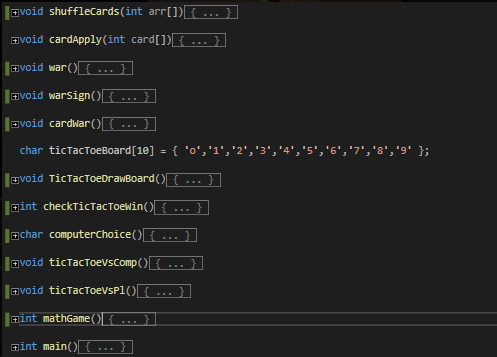 void shuffleCards(int arr[]){ ... }
void cardApply(int card[]){ ... }
void war(){ ... }
void warSign(){ ... }
void cardWar(){ ... }
char ticTacToeBoard[10] = { 'o','1','2','3','4','5','6','7','8','9' };
void TicTacToeDrawBoard(){ ... }
int checkTicTacToeWin(){ ... }
char computerChoice(){ ... }
void ticTacToeVsComp(){ ... }
void ticTacToeVsPl(){ ... }
int mathGame(){ ... }
int main(){ ... }